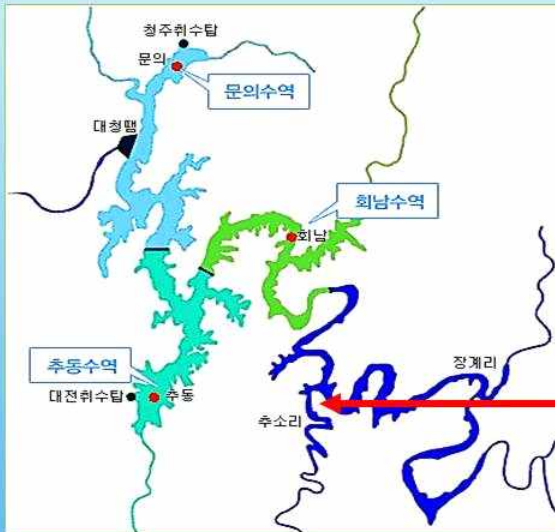 청주취수탑
문의
문의수역
대청댐
회남수역
회남
추동수역
장계리
대전취수탑
추동
추소리